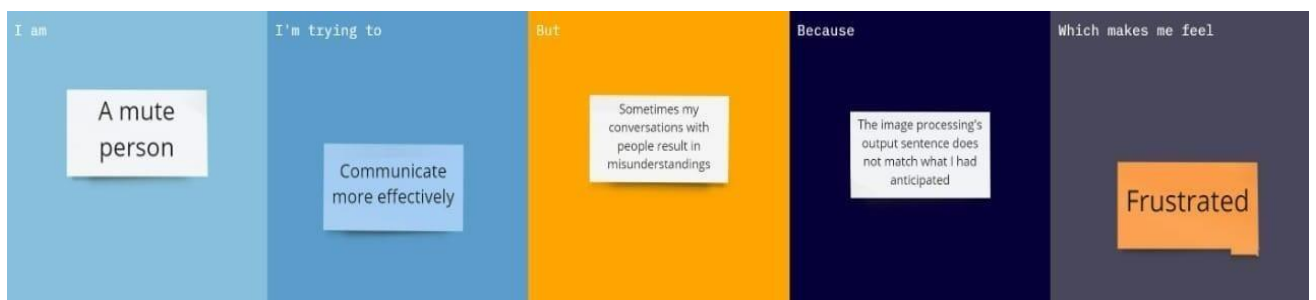 I am
A mute
person
I'm trying to
Communicate
more effectively
But
Sometimes my
conversations with
people result in
misunderstandings
Because
The image processing's
output sentence does
not match what I had
anticipated
Which makes me feel
Frustrated